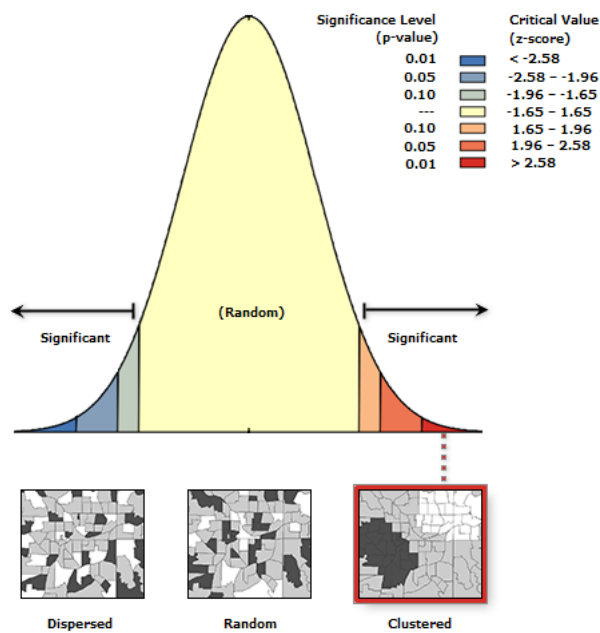 Significance Level Critical Value
(p-value) (z-score)
0.01 < -2.58
0.05 -2.58 – -1.96
0.10 -1.96 – -1.65
--- -1.65 – 1.65
0.10 1.65 – 1.96
0.05 1.96 – 2.58
0.01 > 2.58
(Random)
Significant Significant
Dispersed Random Clustered